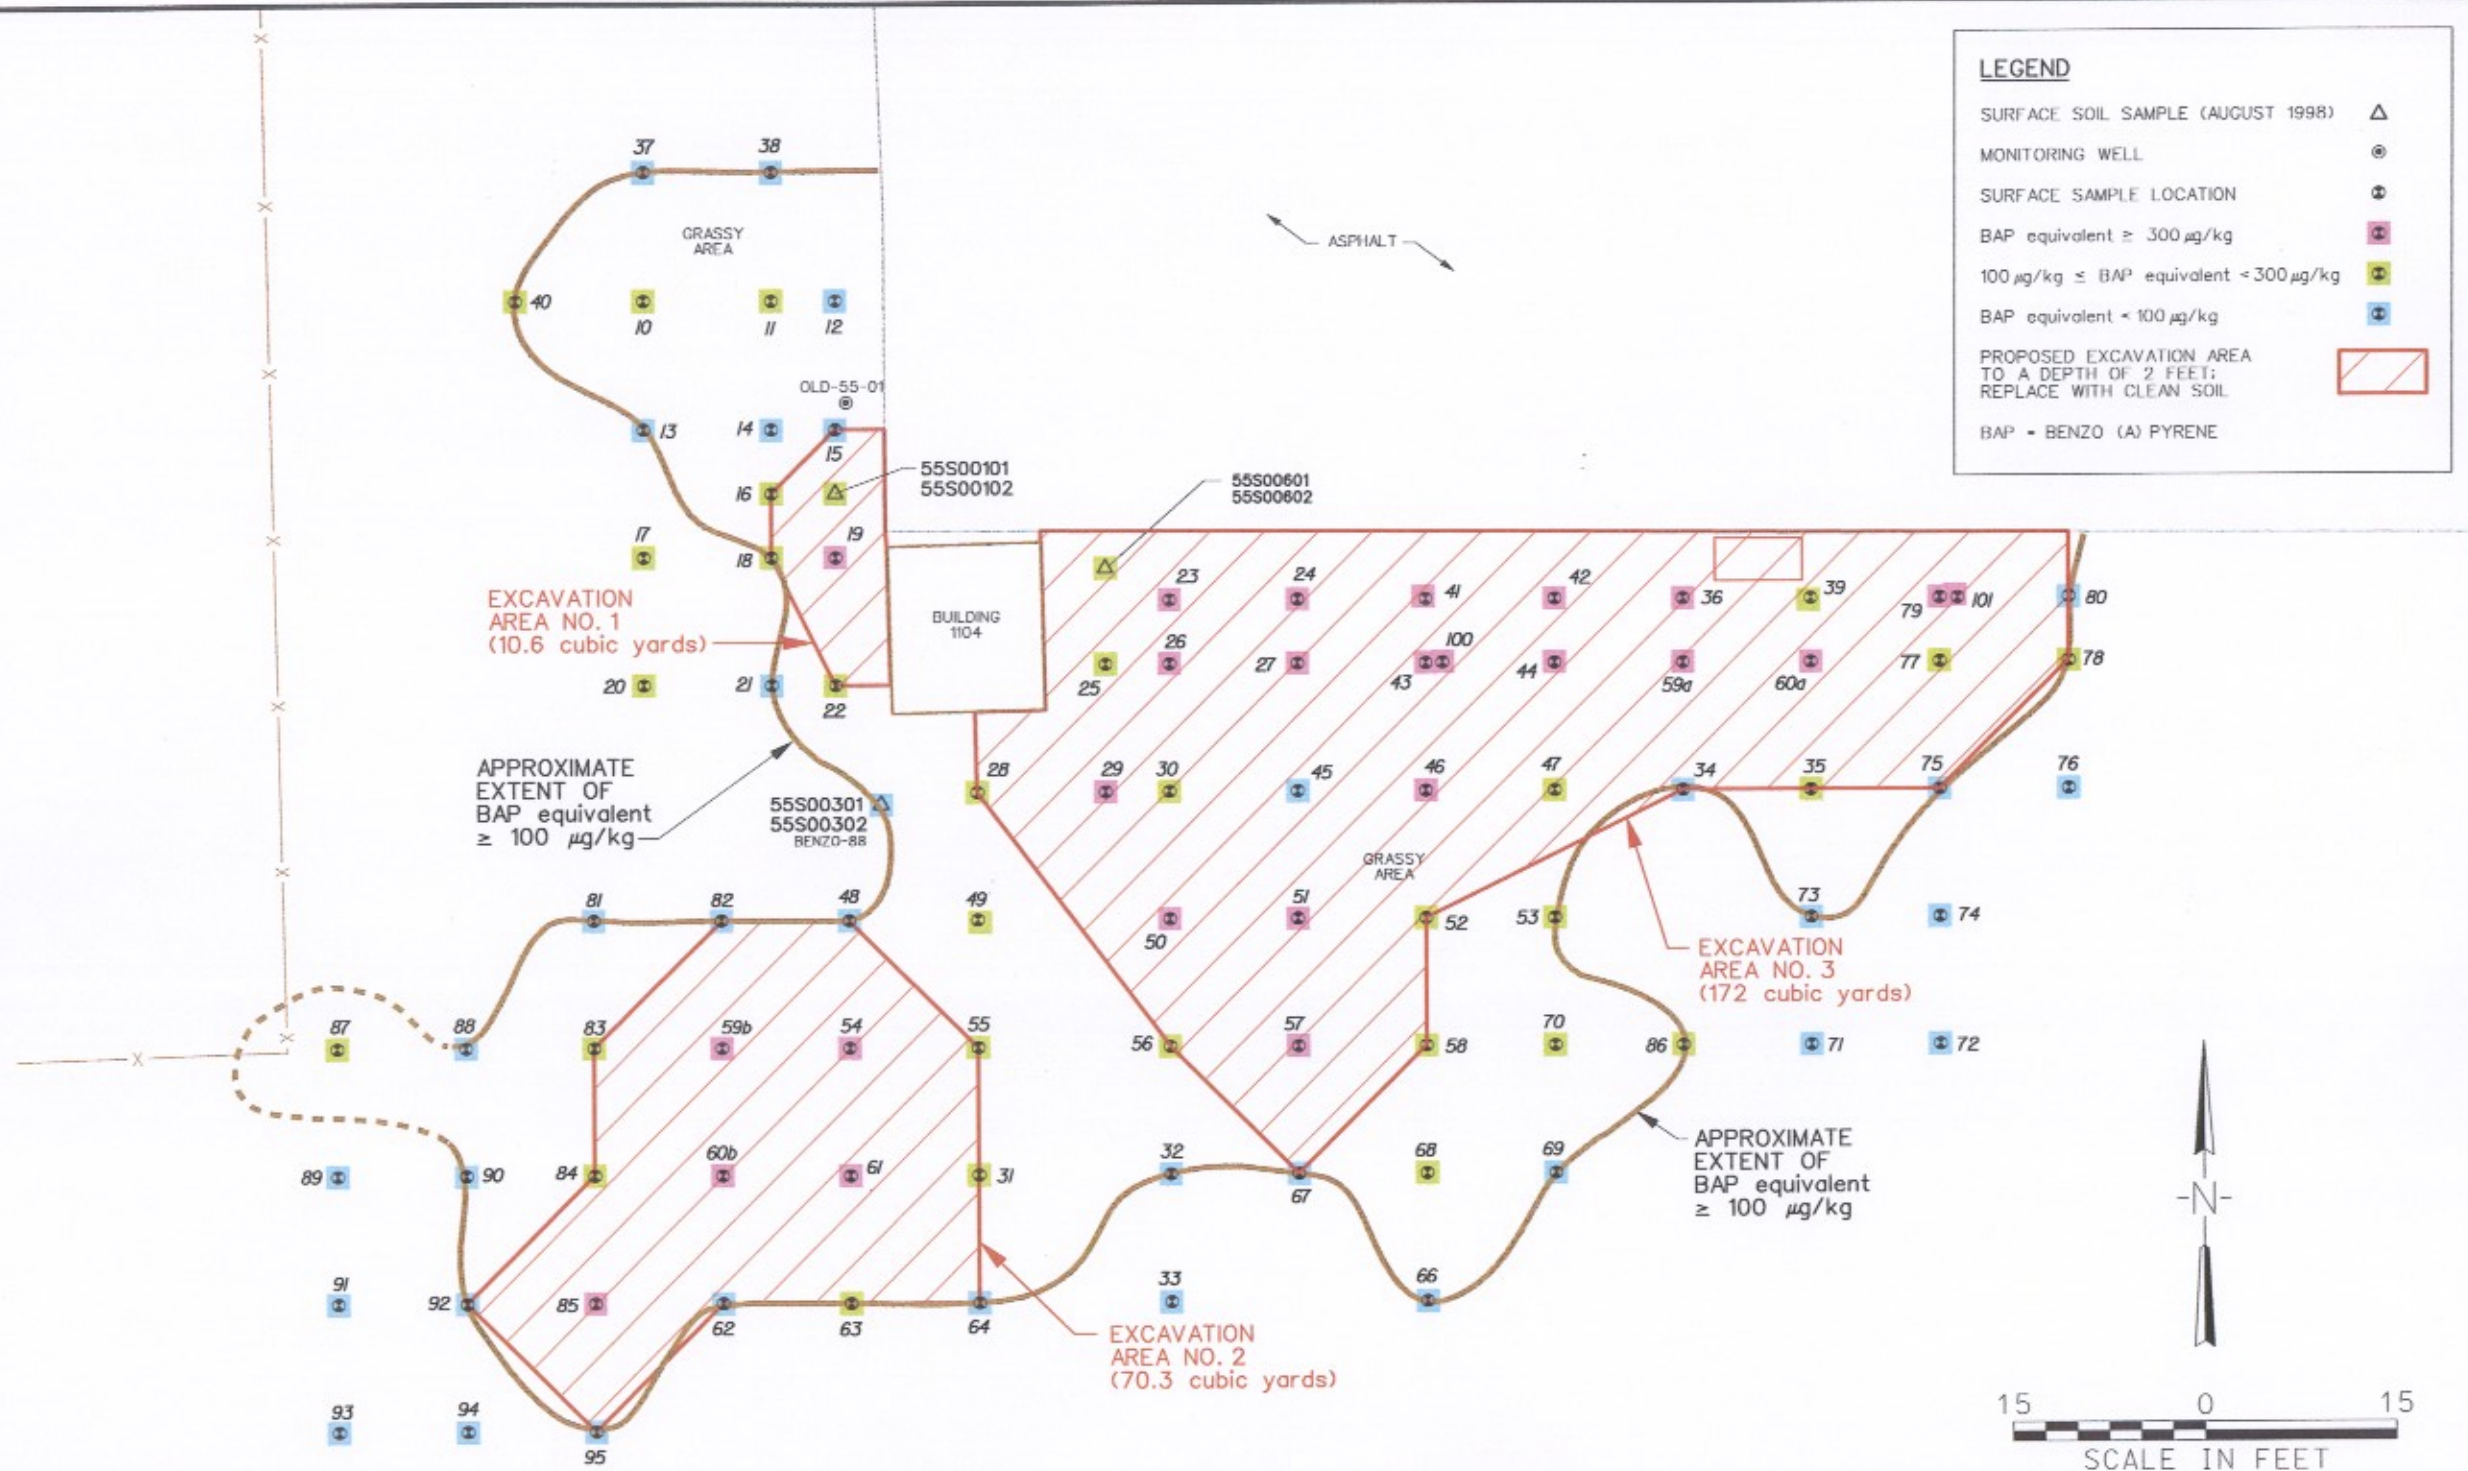 LEGEND
SURFACE SOIL SAMPLE (AUGUST 1998)
MONITORING WELL
SURFACE SAMPLE LOCATION
BAP equivalent ≥ 300 µg/kg
100 µg/kg ≤ BAP equivalent < 300 µg/kg
BAP equivalent < 100 µg/kg
PROPOSED EXCAVATION AREA
TO A DEPTH OF 2 FEET;
REPLACE WITH CLEAN SOIL
BAP = BENZO (A) PYRENE
37 38
GRASSY
AREA
ASPHALT
40
10 11 12
OLD-55-01
13 14
15
55S00101
55S00102
55S00601
55S00602
16
17 18 19
EXCAVATION
AREA NO. 1
(10.6 cubic yards)
BUILDING
1104
23 24 41 42 36 39 79 101 80
20 21 22
25 26 27 43 100 44 59a 60a 77 78
APPROXIMATE
EXTENT OF
BAP equivalent
≥ 100 µg/kg
55S00301
55S00302
BENZO-88
28 29 30 45 46 47 34 35 75 76
GRASSY
AREA
81 82 48 49
50 51 52 53 73 74
EXCAVATION
AREA NO. 3
(172 cubic yards)
87 88 83 59b 54 55
56 57 58 70 86 71 72
89 90 84 60b 61 31
32 67 68 69
APPROXIMATE
EXTENT OF
BAP equivalent
≥ 100 µg/kg
91 92 85 62 63 64 33 66
EXCAVATION
AREA NO. 2
(70.3 cubic yards)
93 94 95
-N-
15 0 15
SCALE IN FEET